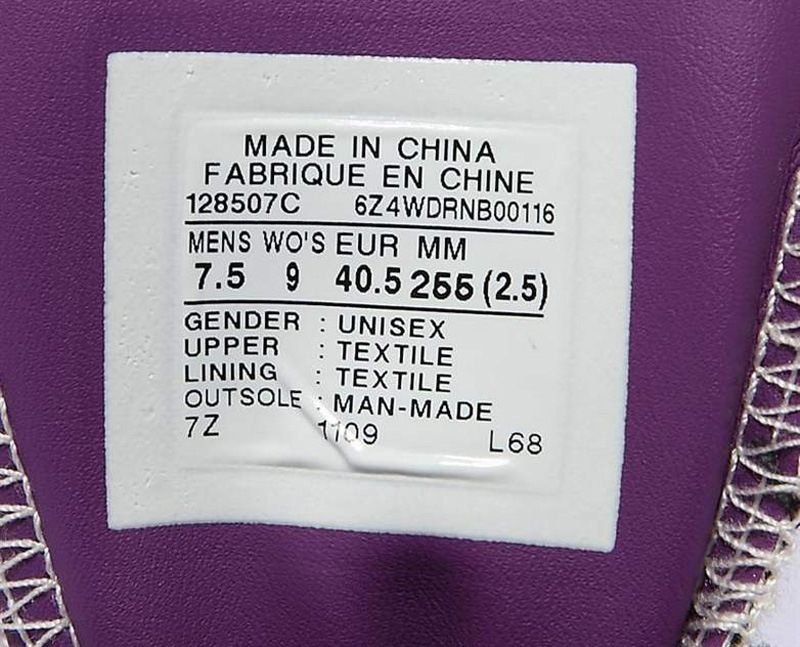 MADE IN CHINA
FABRIQUE EN CHINE
128507C 6Z4WDRNB00116
MENS WO'S EUR MM
7.5 9 40.5 255 (2.5)
GENDER : UNISEX
UPPER : TEXTILE
LINING : TEXTILE
OUTSOLE : MAN-MADE
7Z 1109 L68